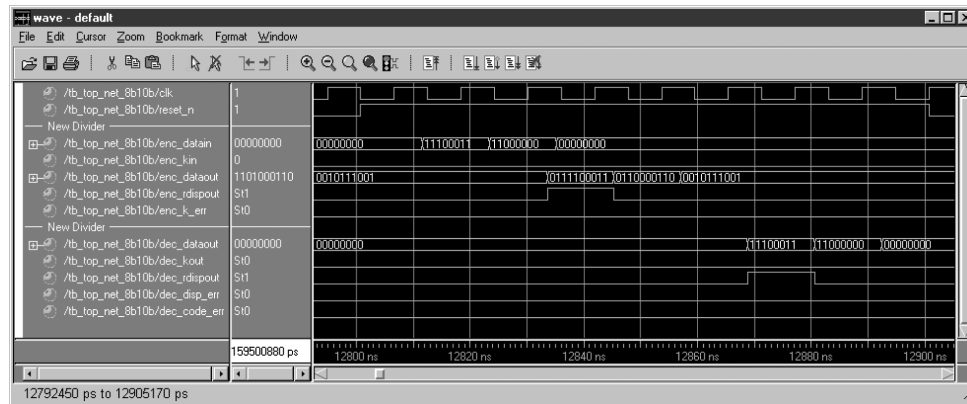 wave - default
File Edit Cursor Zoom Bookmark Format Window
/tb_top_net_8b10b/clk 1
/tb_top_net_8b10b/reset_n 1
New Divider
/tb_top_net_8b10b/enc_datain 00000000 00000000 11100011 11000000 00000000
/tb_top_net_8b10b/enc_kin 0
/tb_top_net_8b10b/enc_dataout 1101000110 0010111001 0111100011 0110000110 0010111001
/tb_top_net_8b10b/enc_rdispout St1
/tb_top_net_8b10b/enc_k_err St0
New Divider
/tb_top_net_8b10b/dec_dataout 00000000 00000000 11100011 11000000 00000000
/tb_top_net_8b10b/dec_kout St0
/tb_top_net_8b10b/dec_rdispout St1
/tb_top_net_8b10b/dec_disp_err St0
/tb_top_net_8b10b/dec_code_err St0
159500880 ps 12800 ns 12820 ns 12840 ns 12860 ns 12880 ns 12900 ns
12792450 ps to 12905170 ps